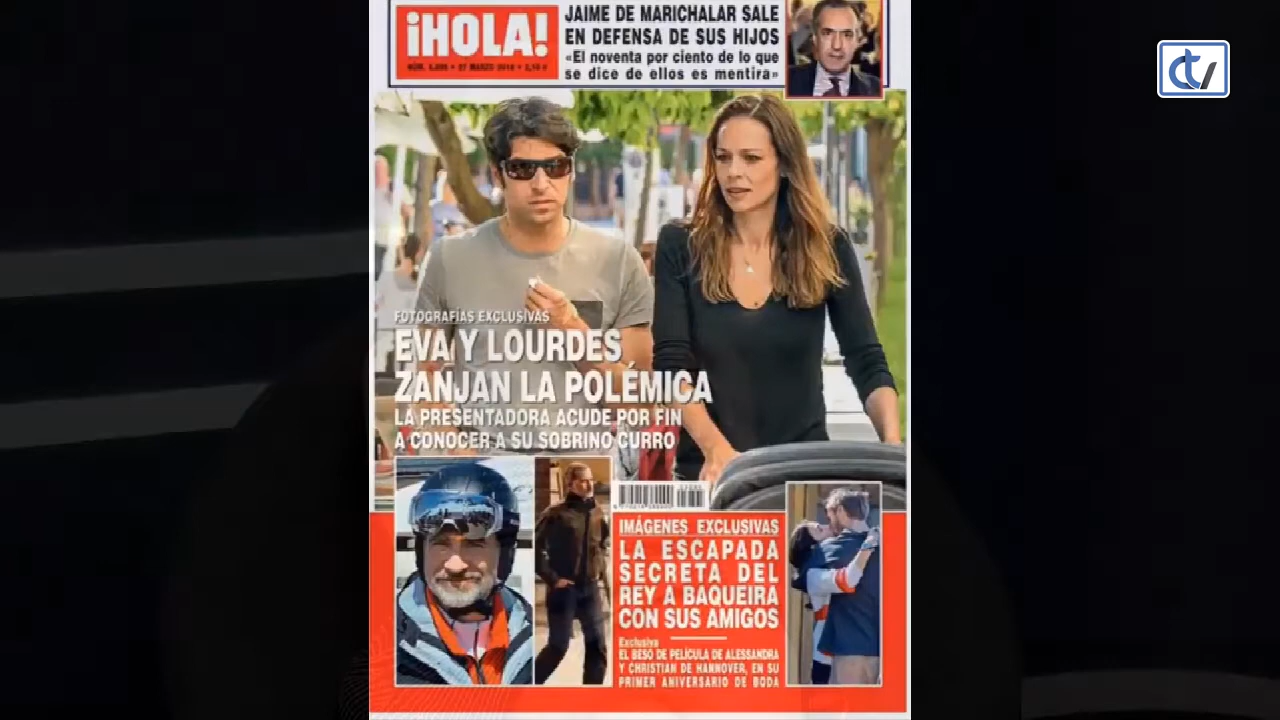 ¡HOLA!
27 MARZO
JAIME DE MARICHALAR SALE
EN DEFENSA DE SUS HIJOS
«El noventa por ciento de lo que
se dice de ellos es mentira»
CTV
FOTOGRAFÍAS EXCLUSIVAS
EVA Y LOURDES
ZANJAN LA POLÉMICA
LA PRESENTADORA ACUDE POR FIN
A CONOCER A SU SOBRINO CURRO
IMÁGENES EXCLUSIVAS
LA ESCAPADA
SECRETA DEL
REY A BAQUEIRA
CON SUS AMIGOS
Exclusiva
EL BESO DE PELÍCULA DE ALESSANDRA
Y CHRISTIAN DE HANNOVER, EN SU
PRIMER ANIVERSARIO DE BODA